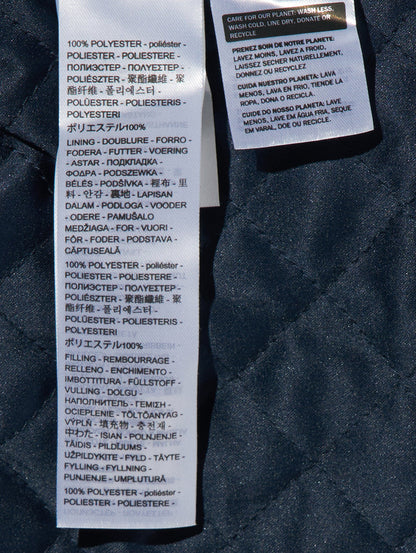 100% POLYESTER - poliéster -
POLIESTER - POLIESTERE -
ПОЛИЭСТЕР - ПОЛІЕСТЕР -
POLIÉSZTER - 聚酯纖維 - 聚
酯纤维 - 폴리에스터 -
POLÜESTER - POLIESTERIS -
POLYESTERI
ポリエステル100%
LINING - DOUBLURE - FORRO -
FODERA - FUTTER - VOERING
- ASTAR - ПОДКЛАДКА -
ΦΟΔΡΑ - PODSZEWKA -
BÉLÉS - PODŠÍVKA - 裡布 - 里
料 - 안감 - 裏地 - LAPISAN
DALAM - PODLOGA - VOODER
- ODERE - PAMUŠALO
MEDŽIAGA - FOR - VUORI -
FÔR - FODER - PODSTAVA -
CĂPTUSEALĂ
100% POLYESTER - poliéster -
POLIESTER - POLIESTERE -
ПОЛИЭСТЕР - ПОЛІЕСТЕР -
POLIÉSZTER - 聚酯纖維 - 聚
酯纤维 - 폴리에스터 -
POLÜESTER - POLIESTERIS -
POLYESTERI
ポリエステル100%
FILLING - REMBOURRAGE -
RELLENO - ENCHIMENTO -
IMBOTTITURA - FÜLLSTOFF -
VULLING - DOLGU -
НАПОЛНИТЕЛЬ - ΓΕΜΙΣΗ -
OCIEPLENIE - TÖLTŐANYAG -
VÝPLŇ - 填充物 - 충전재 -
中わた - ISIAN - POLNJENJE -
TÄIDIS - PILDĪJUMS -
UŽPILDYKITE - FYLD - TÄYTE -
FYLLING - FYLLNING -
PUNJENJE - UMPLUTURĂ
100% POLYESTER - poliéster -
POLIESTER - POLIESTERE -
CARE FOR OUR PLANET: WASH LESS,
WASH COLD, LINE DRY, DONATE OR
RECYCLE
PRENEZ SOIN DE NOTRE PLANETE:
LAVEZ MOINS, LAVEZ A FROID,
LAISSEZ SECHER NATURELLEMENT,
DONNEZ OU RECYCLEZ
CUIDA NUESTRO PLANETA: LAVA
MENOS, LAVA EN FRIO, TIENDE LA
ROPA, DONA O RECICLA
CUIDE DO NOSSO PLANETA: LAVE
MENOS, LAVE EM ÁGUA FRIA, SEQUE
EM VARAL, DOE OU RECICLE.